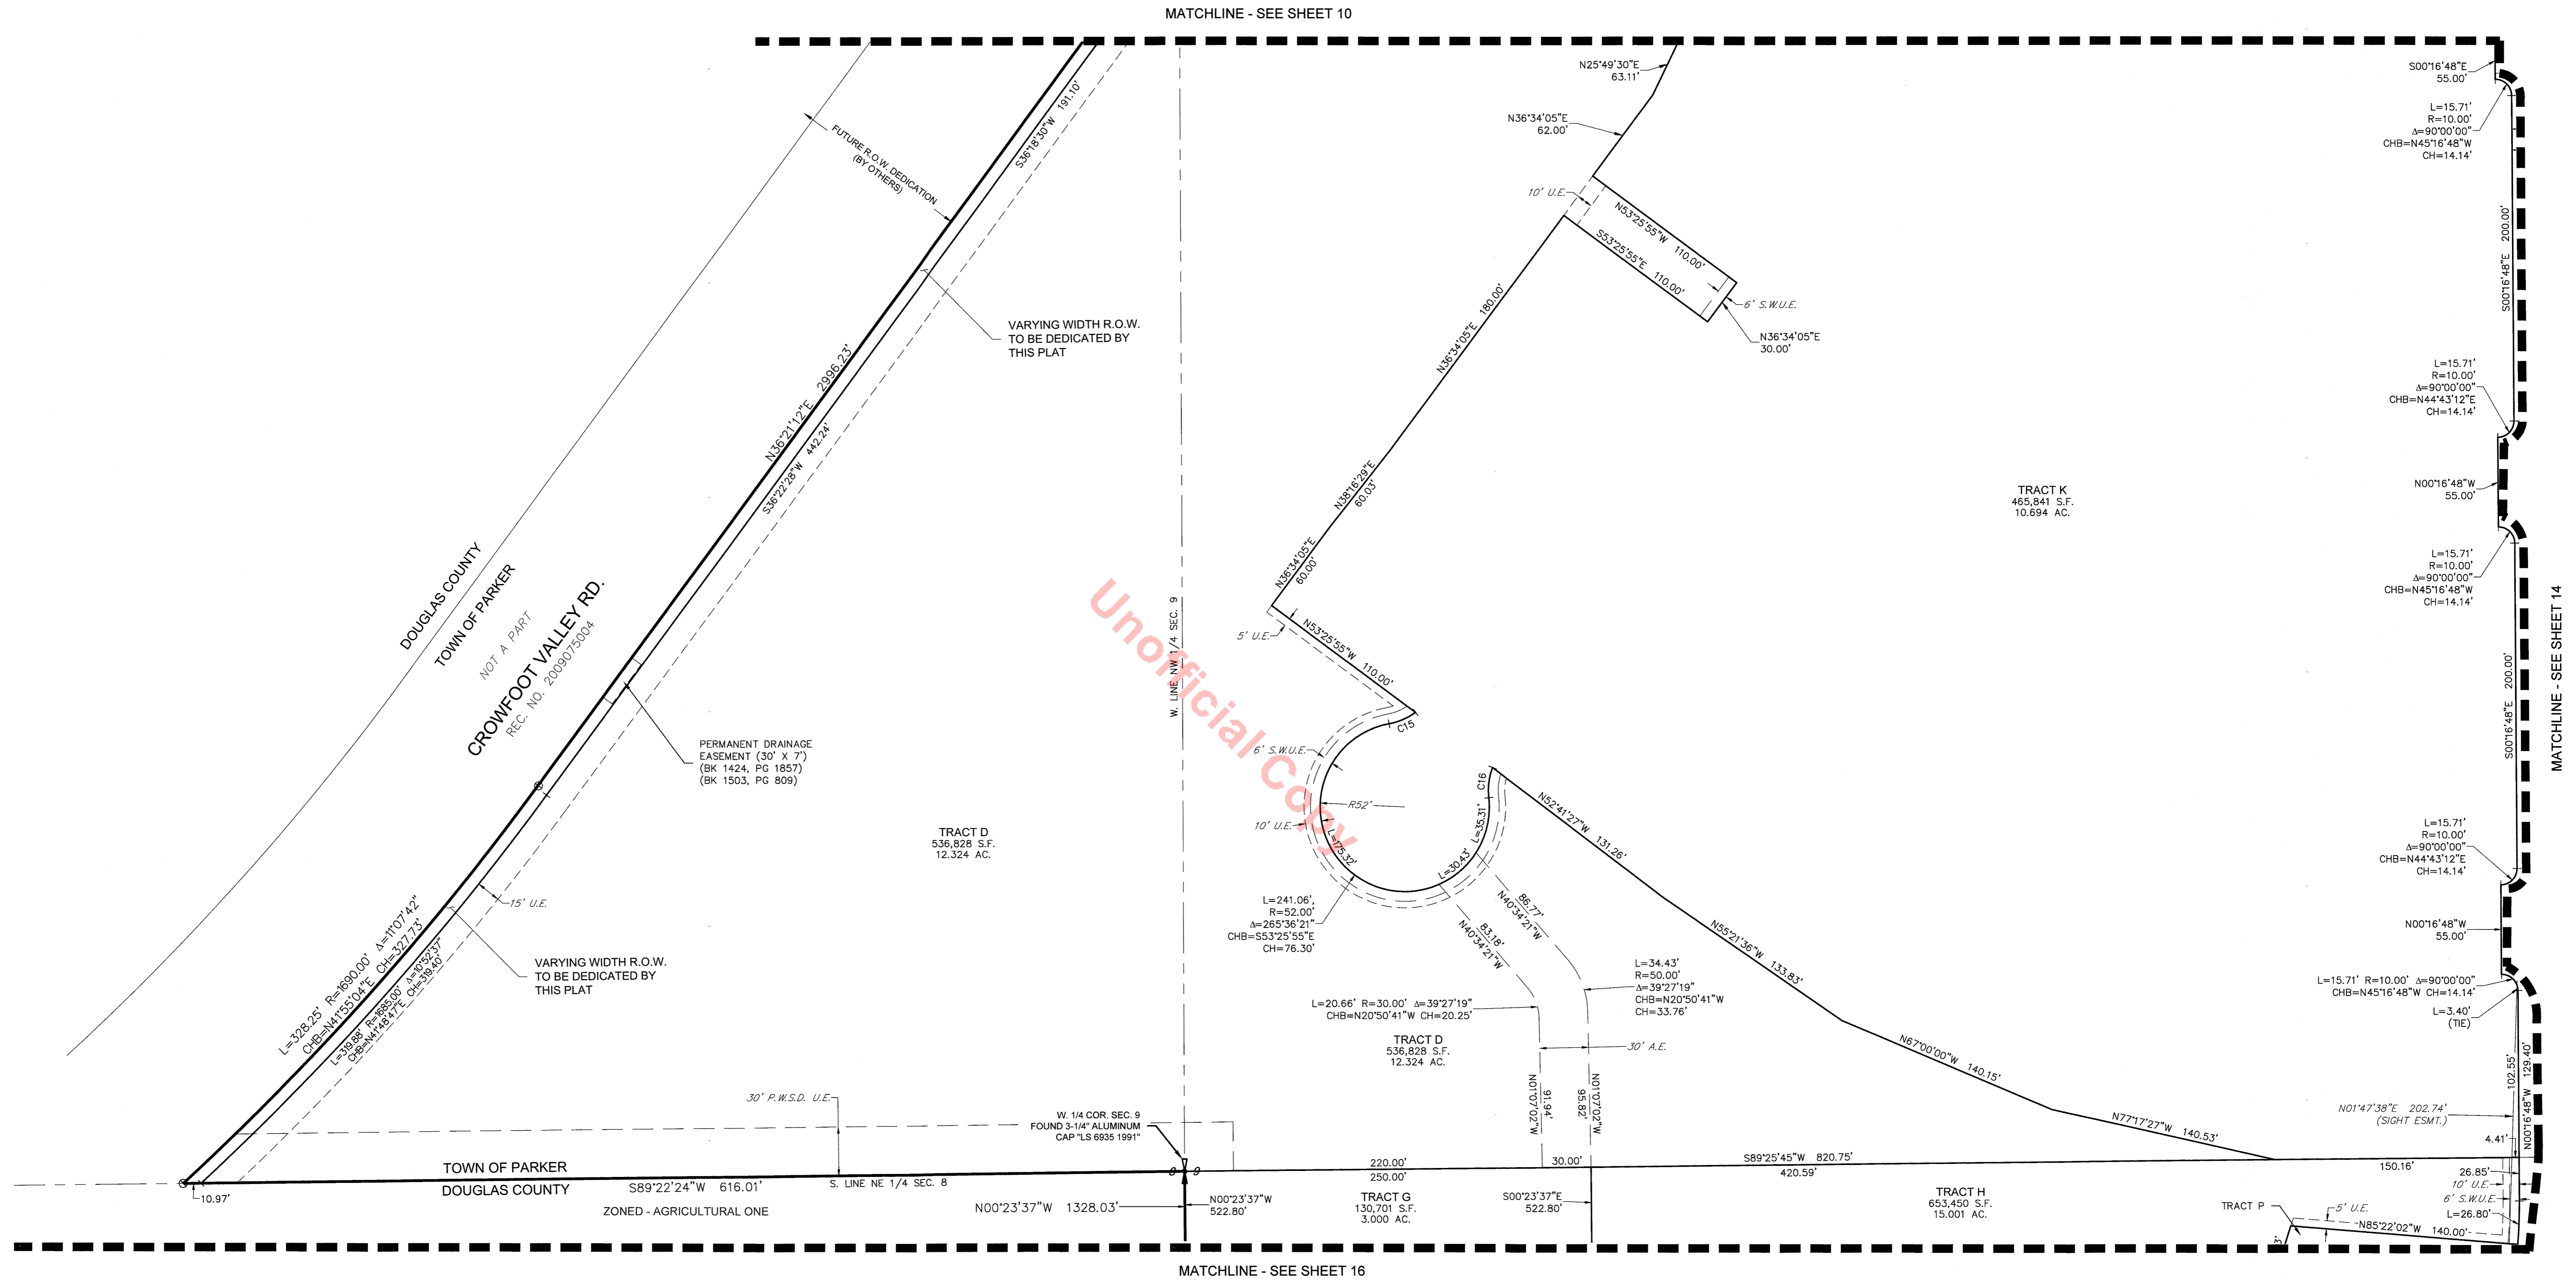 MATCHLINE - SEE SHEET 10
FUTURE R.O.W. DEDICATION
(BY OTHERS)
S36°18'30"W 191.10'
N25°49'30"E
63.11'
N36°34'05"E
62.00'
10' U.E.
N53°25'55"W 110.00'
S53°25'55"E 110.00'
6' S.W.U.E.
N36°34'05"E
30.00'
S00°16'48"E
55.00'
L=15.71'
R=10.00'
Δ=90°00'00"
CHB=N45°16'48"W
CH=14.14'
S00°16'48"E 200.00'
VARYING WIDTH R.O.W.
TO BE DEDICATED BY
THIS PLAT
N36°21'12"E 2996.23'
S36°22'28"W 442.24'
N36°34'05"E 180.00'
L=15.71'
R=10.00'
Δ=90°00'00"
CHB=N44°43'12"E
CH=14.14'
N38°16'29"E
60.03'
N00°16'48"W
55.00'
TRACT K
465,841 S.F.
10.694 AC.
DOUGLAS COUNTY
TOWN OF PARKER
NOT A PART
CROWFOOT VALLEY RD.
REC. NO. 2009075004
W. LINE NW 1/4 SEC. 9
N36°34'05"E
60.00'
5' U.E.
N53°25'55"W 110.00'
L=15.71'
R=10.00'
Δ=90°00'00"
CHB=N45°16'48"W
CH=14.14'
S00°16'48"E 200.00'
MATCHLINE - SEE SHEET 14
Unofficial Copy
PERMANENT DRAINAGE
EASEMENT (30' X 7')
(BK 1424, PG 1857)
(BK 1503, PG 809)
C15
6' S.W.U.E.
C16
R52'
10' U.E.
L=175.32'
L=30.43'
L=35.31'
N52°41'27"W 131.26'
TRACT D
536,828 S.F.
12.324 AC.
L=15.71'
R=10.00'
Δ=90°00'00"
CHB=N44°43'12"E
CH=14.14'
15' U.E.
L=241.06',
R=52.00'
Δ=265°36'21"
CHB=S53°25'55"E
CH=76.30'
86.77'
N40°34'21"W
83.18'
N40°34'21"W
N55°21'36"W 133.83'
N00°16'48"W
55.00'
L=328.25' R=1690.00' Δ=11°07'42"
CHB=N41°55'04"E CH=327.73'
L=319.88' R=1685.00' Δ=10°52'37"
CHB=N41°48'47"E CH=319.40'
VARYING WIDTH R.O.W.
TO BE DEDICATED BY
THIS PLAT
L=34.43'
R=50.00'
Δ=39°27'19"
CHB=N20°50'41"W
CH=33.76'
L=20.66' R=30.00' Δ=39°27'19"
CHB=N20°50'41"W CH=20.25'
L=15.71' R=10.00' Δ=90°00'00"
CHB=N45°16'48"W CH=14.14'
L=3.40'
(TIE)
TRACT D
536,828 S.F.
12.324 AC.
30' A.E.
N67°00'00"W 140.15'
102.55'
N00°16'48"W 129.40'
N01°07'02"W
91.94'
95.82'
N01°07'02"W
30' P.W.S.D. U.E.
W. 1/4 COR. SEC. 9
FOUND 3-1/4" ALUMINUM
CAP "LS 6935 1991"
N77°17'27"W 140.53'
N01°47'38"E 202.74'
(SIGHT ESMT.)
4.41'
TOWN OF PARKER
DOUGLAS COUNTY
8 9
220.00'
30.00'
S89°25'45"W 820.75'
250.00'
420.59'
150.16'
10.97'
S89°22'24"W 616.01'
S. LINE NE 1/4 SEC. 8
ZONED - AGRICULTURAL ONE
N00°23'37"W 1328.03'
N00°23'37"W
522.80'
TRACT G
130,701 S.F.
3.000 AC.
S00°23'37"E
522.80'
TRACT H
653,450 S.F.
15.001 AC.
26.85'
10' U.E.
6' S.W.U.E.
L=26.80'
TRACT P
5' U.E.
N85°22'02"W 140.00'
3'
MATCHLINE - SEE SHEET 16